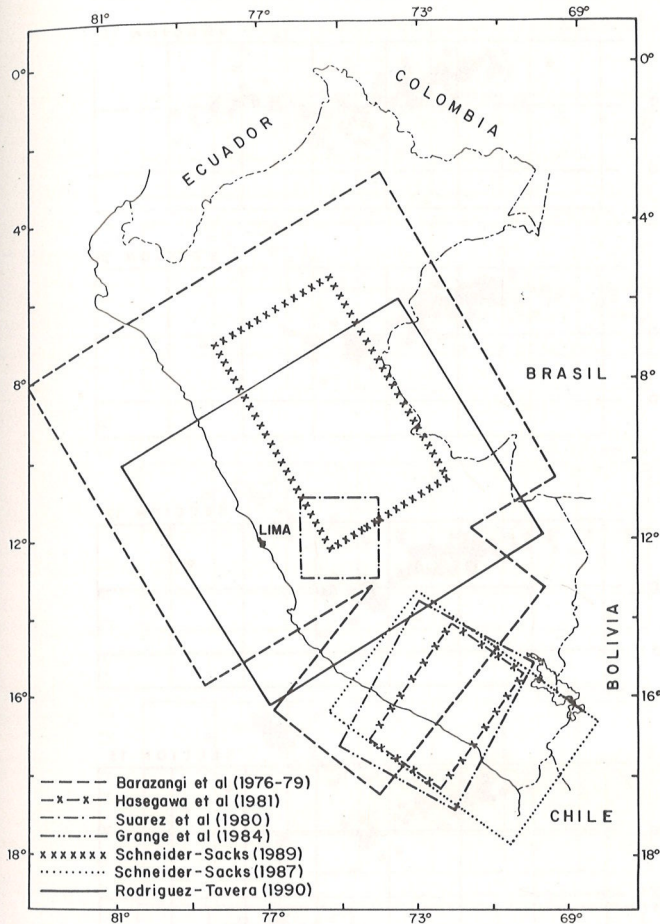 81° 77° 73° 69°
0° 0°
COLOMBIA
ECUADOR
4° 4°
8° 8°
BRASIL
LIMA
12° 12°
BOLIVIA
16° 16°
Barazangi et al (1976-79)
Hasegawa et al (1981)
Suarez et al (1980)
CHILE
Grange et al (1984)
Schneider-Sacks (1989)
18° 18°
Schneider-Sacks (1987)
Rodriguez-Tavera (1990)
81° 77° 73° 69°